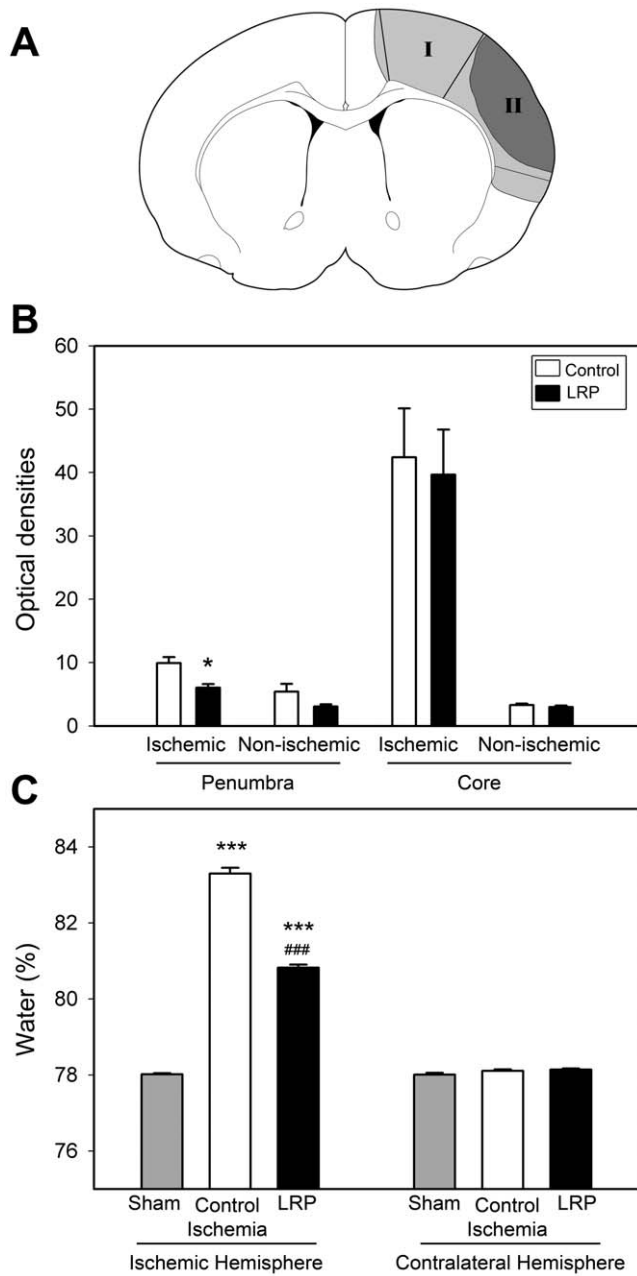 A
I
II
B
60
50
40
30
20
10
0
Optical densities
Control
LRP
*
Ischemic Non-ischemic Ischemic Non-ischemic
Penumbra Core
C
84
82
80
78
76
Water (%)
***
***
###
Sham Control LRP Sham Control LRP
Ischemia Ischemia
Ischemic Hemisphere Contralateral Hemisphere